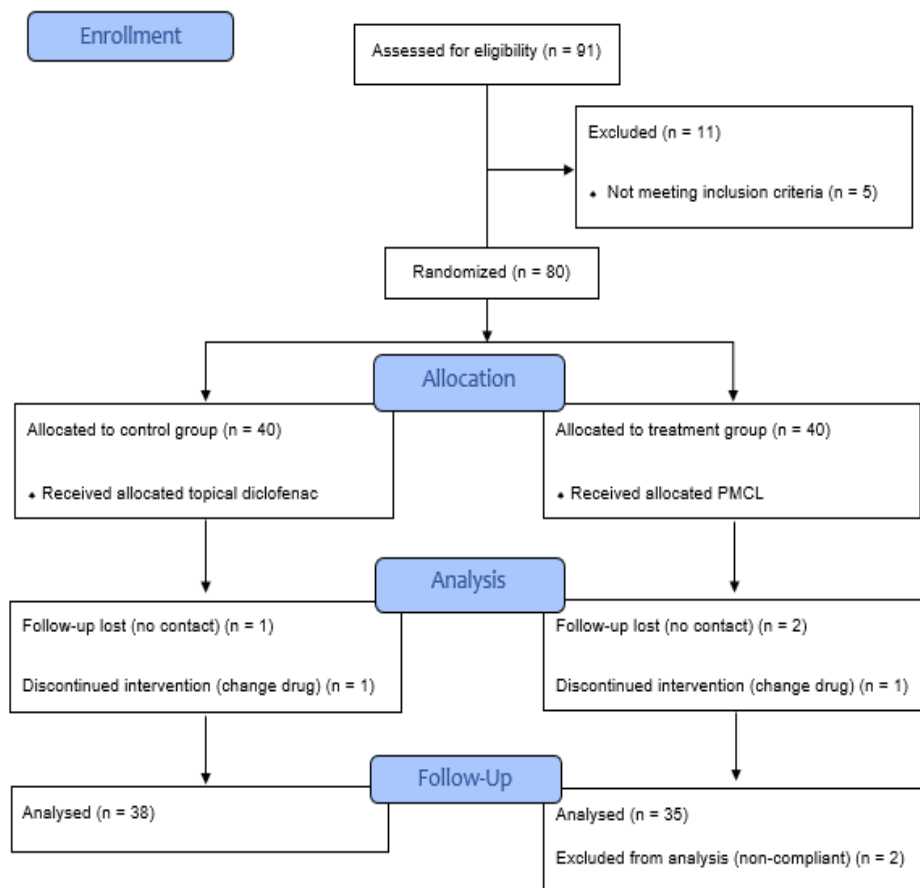 Enrollment
Assessed for eligibility (n = 91)
Excluded (n = 11)
• Not meeting inclusion criteria (n = 5)
Randomized (n = 80)
Allocation
Allocated to control group (n = 40)
• Received allocated topical diclofenac
Allocated to treatment group (n = 40)
• Received allocated PMCL
Analysis
Follow-up lost (no contact) (n = 1)
Discontinued intervention (change drug) (n = 1)
Follow-up lost (no contact) (n = 2)
Discontinued intervention (change drug) (n = 1)
Follow-Up
Analysed (n = 38)
Analysed (n = 35)
Excluded from analysis (non-compliant) (n = 2)